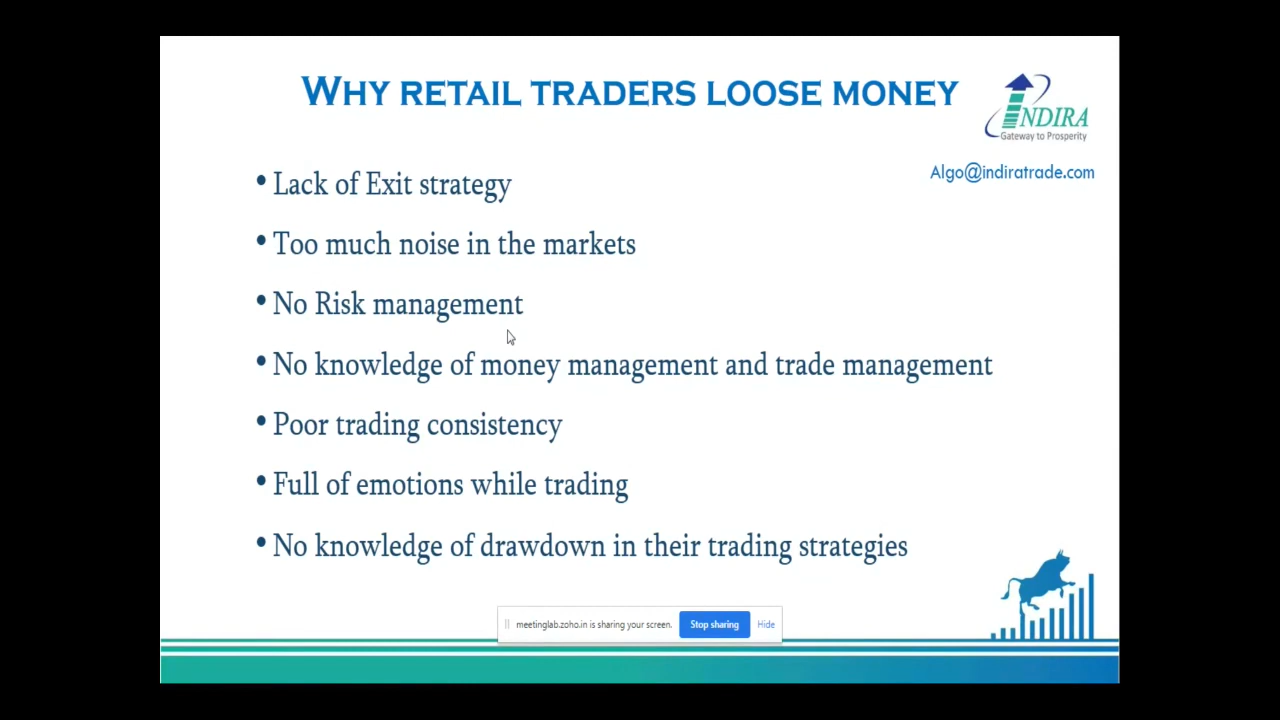 WHY RETAIL TRADERS LOOSE MONEY
INDIRA
Gateway to Prosperity
Algo@indiratrade.com
• Lack of Exit strategy
• Too much noise in the markets
• No Risk management
• No knowledge of money management and trade management
• Poor trading consistency
• Full of emotions while trading
• No knowledge of drawdown in their trading strategies
meetinglab.zoho.in is sharing your screen. Stop sharing Hide